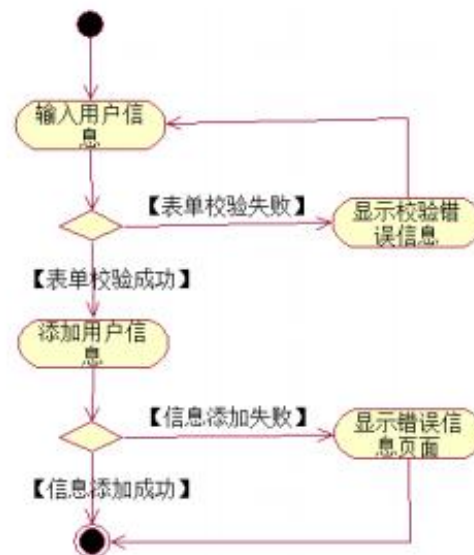 输入用户信
息
【表单校验失败】
显示校验错
误信息
【表单校验成功】
添加用户信
息
【信息添加失败】
显示错误信
息页面
【信息添加成功】